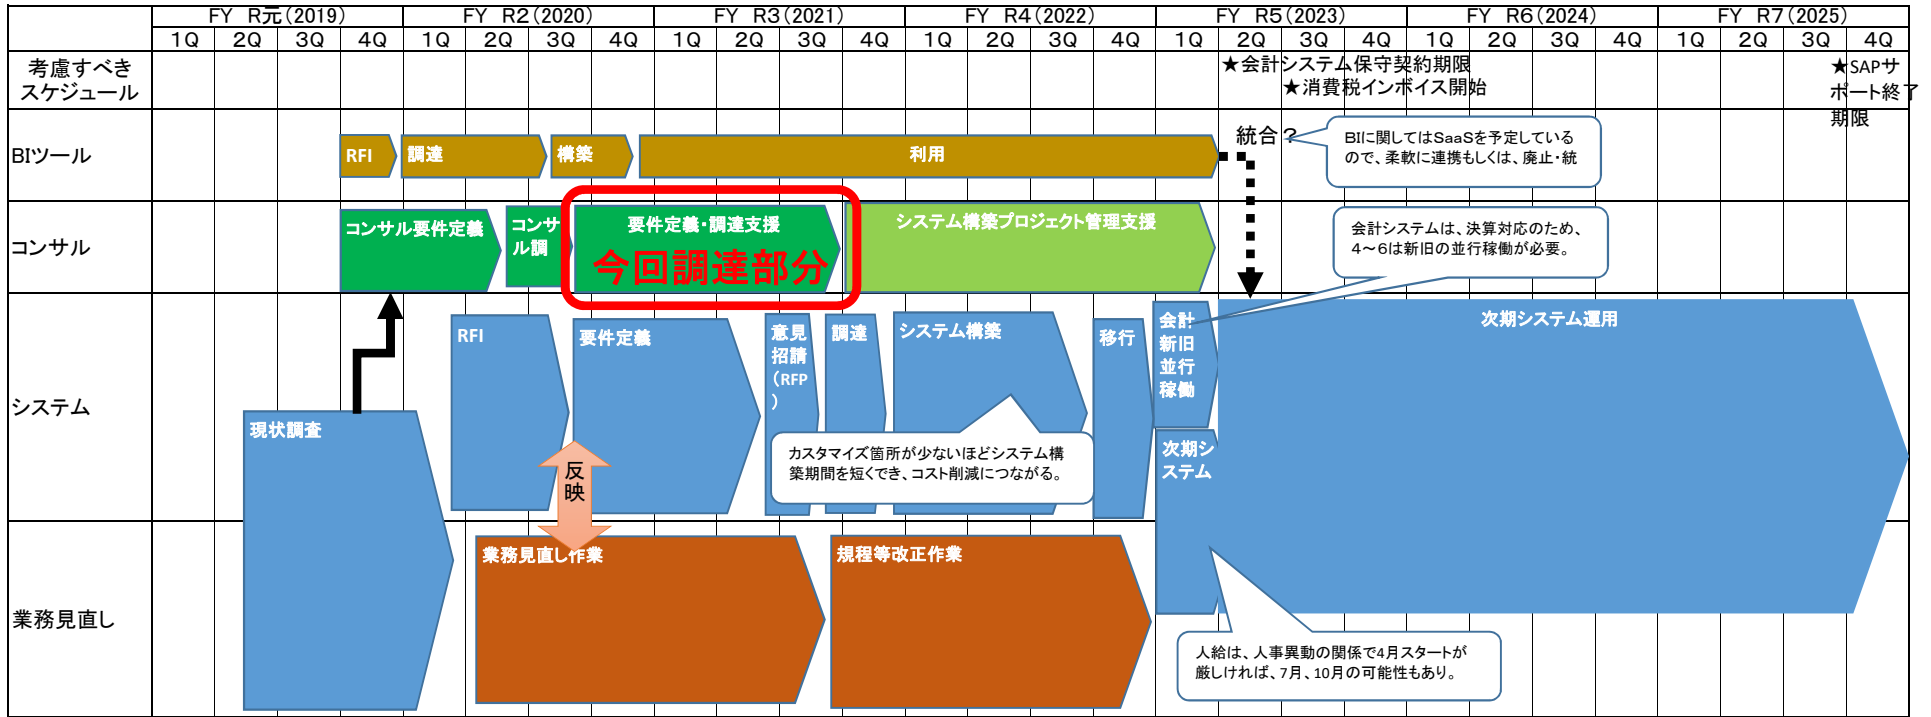 FY R元(2019) FY R2(2020) FY R3(2021) FY R4(2022) FY R5(2023) FY R6(2024) FY R7(2025)
1Q 2Q 3Q 4Q 1Q 2Q 3Q 4Q 1Q 2Q 3Q 4Q 1Q 2Q 3Q 4Q 1Q 2Q 3Q 4Q 1Q 2Q 3Q 4Q 1Q 2Q 3Q 4Q
考慮すべき
スケジュール
★会計システム保守契約期限
★消費税インボイス開始
★SAPサ
ポート終了
期限
BIツール
RFI
調達
構築
利用
統合？
BIに関してはSaaSを予定している
ので、柔軟に連携もしくは、廃止・統
コンサル
コンサル要件定義
コンサ
ル調
要件定義・調達支援
今回調達部分
システム構築プロジェクト管理支援
会計システムは、決算対応のため、
4～6は新旧の並行稼働が必要。
システム
現状調査
RFI
要件定義
意見
招請
(RFP
)
調達
システム構築
移行
会計
新旧
並行
稼働
次期シ
ステム
次期システム運用
カスタマイズ箇所が少ないほどシステム構
築期間を短くでき、コスト削減につながる。
反
映
業務見直し
業務見直し作業
規程等改正作業
人給は、人事異動の関係で4月スタートが
厳しければ、7月、10月の可能性もあり。